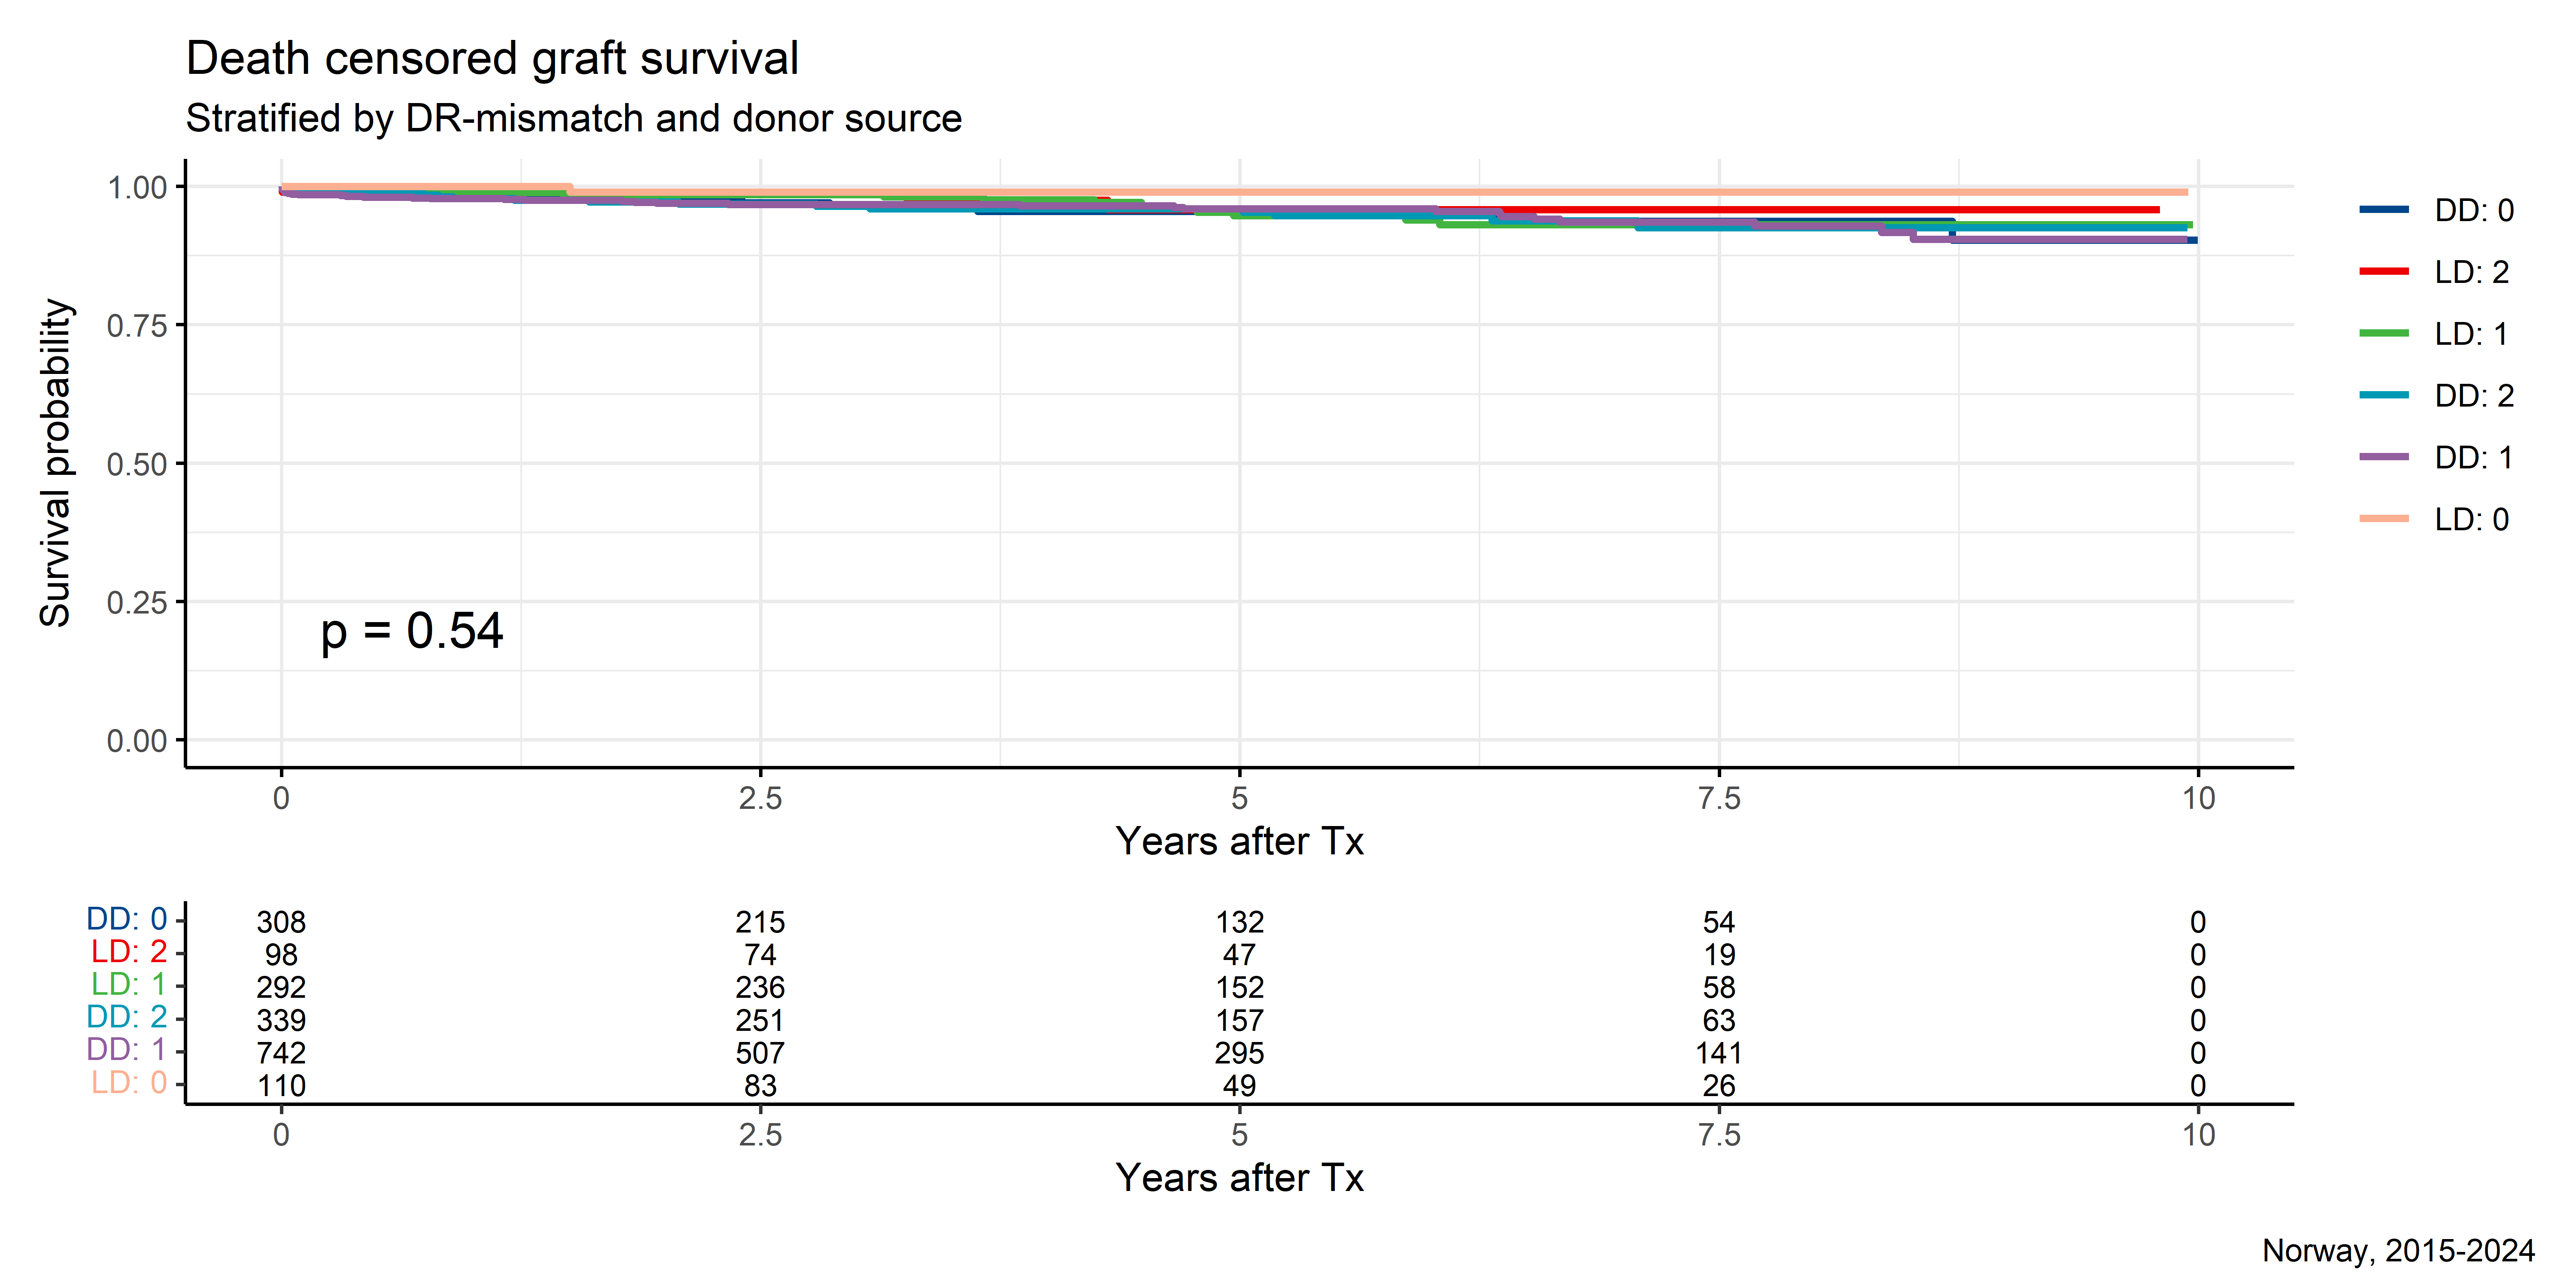 Death censored graft survival
Stratified by DR-mismatch and donor source
Survival probability
1.00
0.75
0.50
0.25
0.00
p = 0.54
0 2.5 5 7.5 10
Years after Tx
DD: 0
LD: 2
LD: 1
DD: 2
DD: 1
LD: 0
DD: 0 308 215 132 54 0
LD: 2 98 74 47 19 0
LD: 1 292 236 152 58 0
DD: 2 339 251 157 63 0
DD: 1 742 507 295 141 0
LD: 0 110 83 49 26 0
0 2.5 5 7.5 10
Years after Tx
Norway, 2015-2024